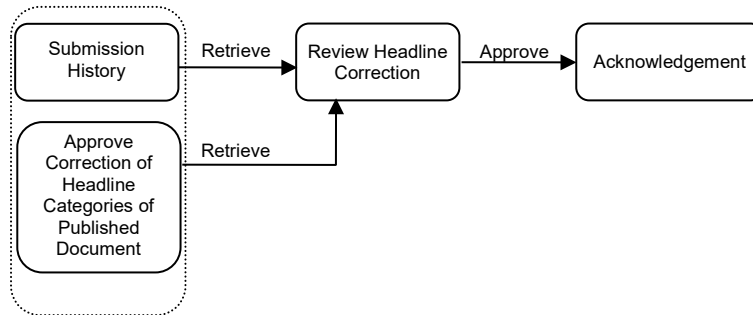 Submission
History
Retrieve
Review Headline
Correction
Approve
Acknowledgement
Approve
Correction of
Headline
Categories of
Published
Document
Retrieve